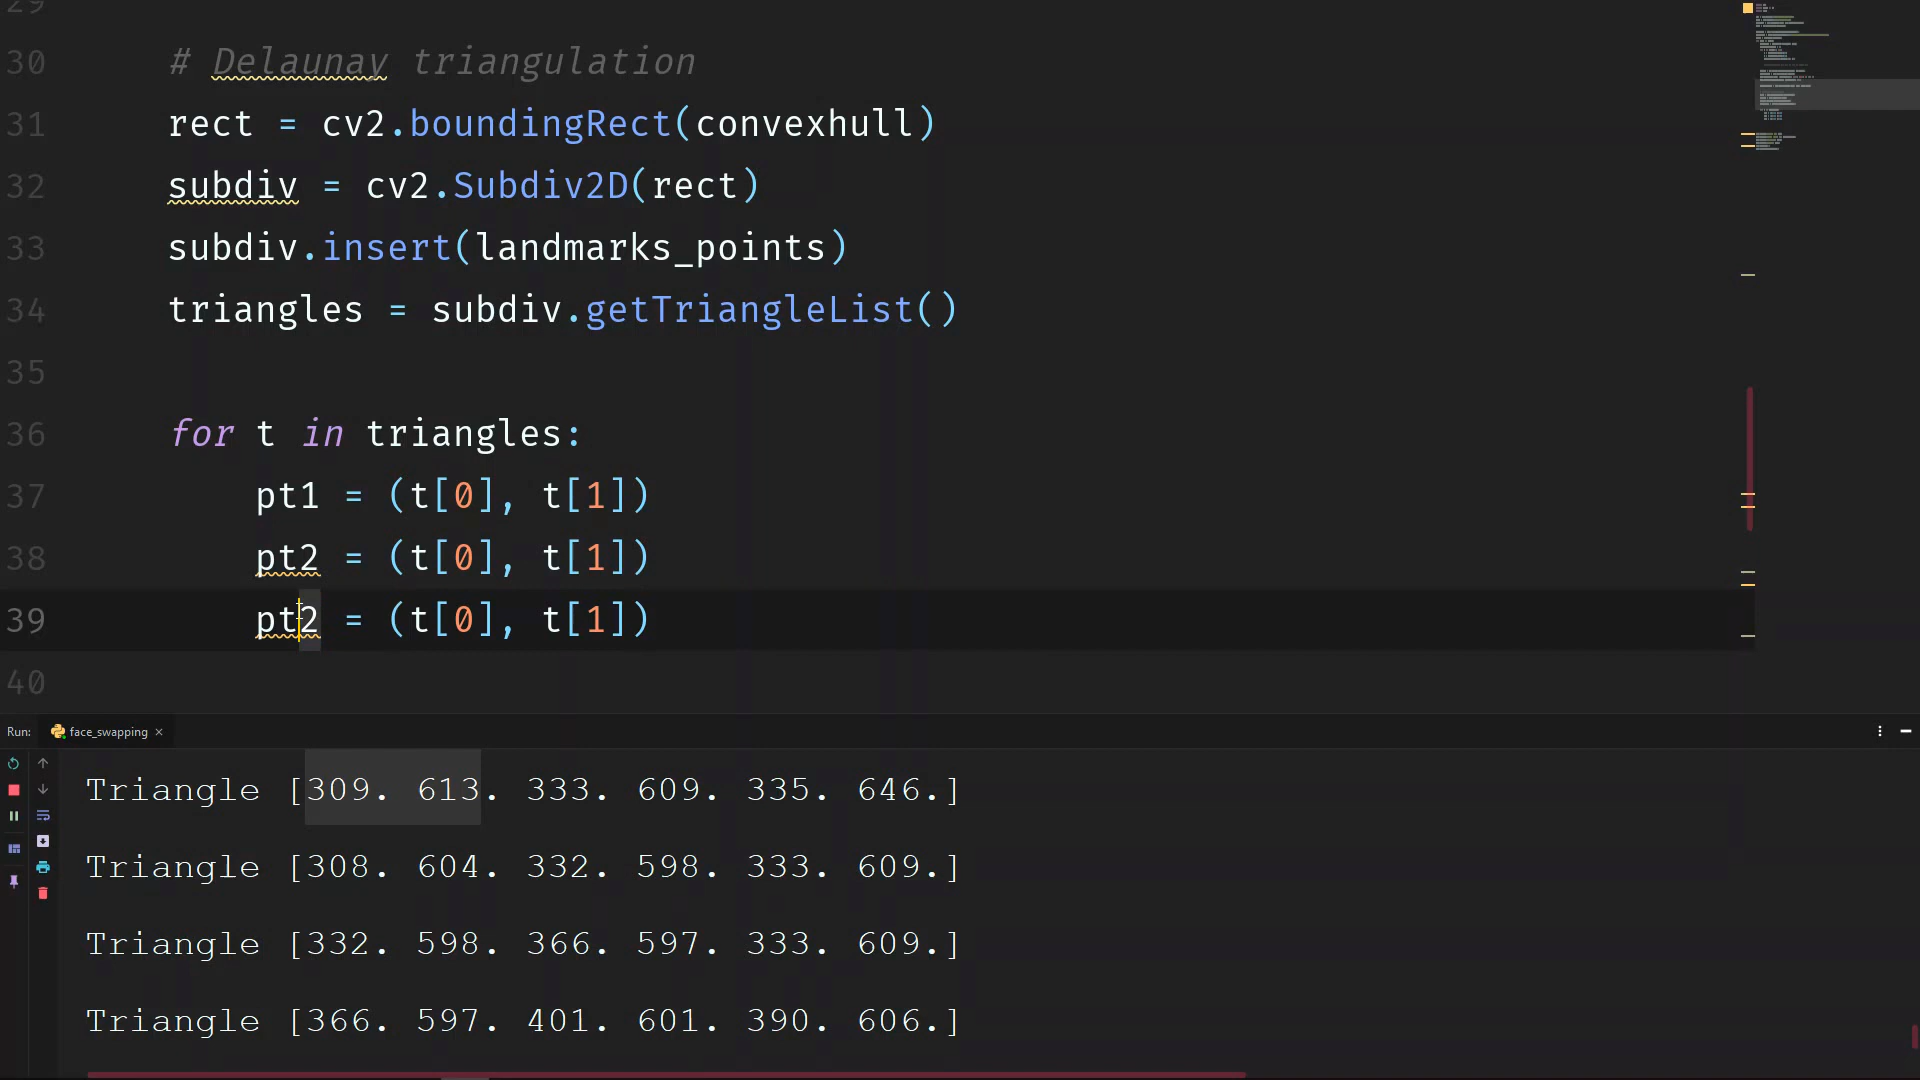 29
30 # Delaunay triangulation
31 rect = cv2.boundingRect(convexhull)
32 subdiv = cv2.Subdiv2D(rect)
33 subdiv.insert(landmarks_points)
34 triangles = subdiv.getTriangleList()
35
36 for t in triangles:
37 pt1 = (t[0], t[1])
38 pt2 = (t[0], t[1])
39 pt2 = (t[0], t[1])
40
Run: face_swapping ×
Triangle [309. 613. 333. 609. 335. 646.]
Triangle [308. 604. 332. 598. 333. 609.]
Triangle [332. 598. 366. 597. 333. 609.]
Triangle [366. 597. 401. 601. 390. 606.]